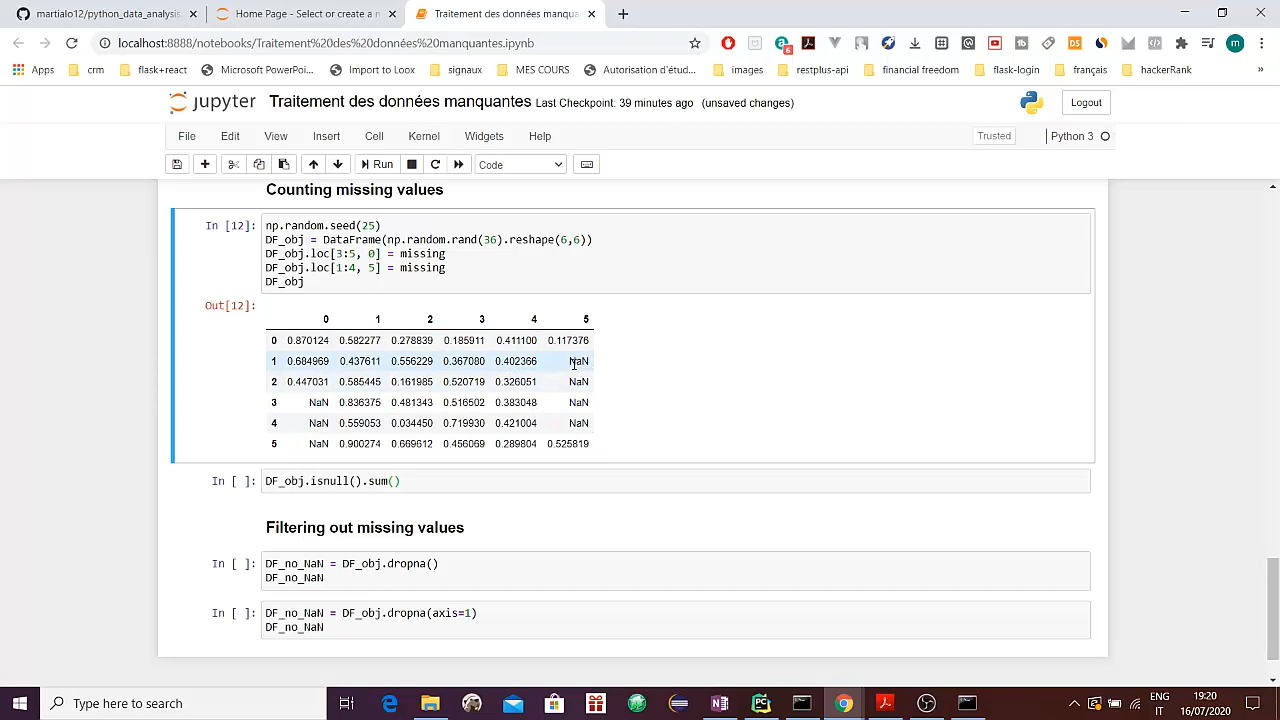 martialo12/python_data_analysis
Home Page - Select or create a n
Traitement des données manqua
localhost:8888/notebooks/Traitement%20des%20données%20manquantes.ipynb
6
m
Apps
crm
flask+react
Microsoft PowerPoi...
Import to Loox
signaux
MES COURS
Autorisation d'étud...
images
restplus-api
financial freedom
flask-login
français
hackerRank
»
jupyter
Traitement des données manquantes Last Checkpoint: 39 minutes ago (unsaved changes)
Logout
File Edit View Insert Cell Kernel Widgets Help
Trusted
Python 3
Run
Code
Counting missing values
In [12]:
np.random.seed(25)
DF_obj = DataFrame(np.random.rand(36).reshape(6,6))
DF_obj.loc[3:5, 0] = missing
DF_obj.loc[1:4, 5] = missing
DF_obj
Out[12]:
0 1 2 3 4 5
0 0.870124 0.582277 0.278839 0.185911 0.411100 0.117376
1 0.684969 0.437611 0.556229 0.367080 0.402366 NaN
2 0.447031 0.585445 0.161985 0.520719 0.326051 NaN
3 NaN 0.836375 0.481343 0.516502 0.383048 NaN
4 NaN 0.559053 0.034450 0.719930 0.421004 NaN
5 NaN 0.900274 0.669612 0.456069 0.289804 0.525819
In [ ]:
DF_obj.isnull().sum()
Filtering out missing values
In [ ]:
DF_no_NaN = DF_obj.dropna()
DF_no_NaN
In [ ]:
DF_no_NaN = DF_obj.dropna(axis=1)
DF_no_NaN
Type here to search
ENG
IT
19:20
16/07/2020